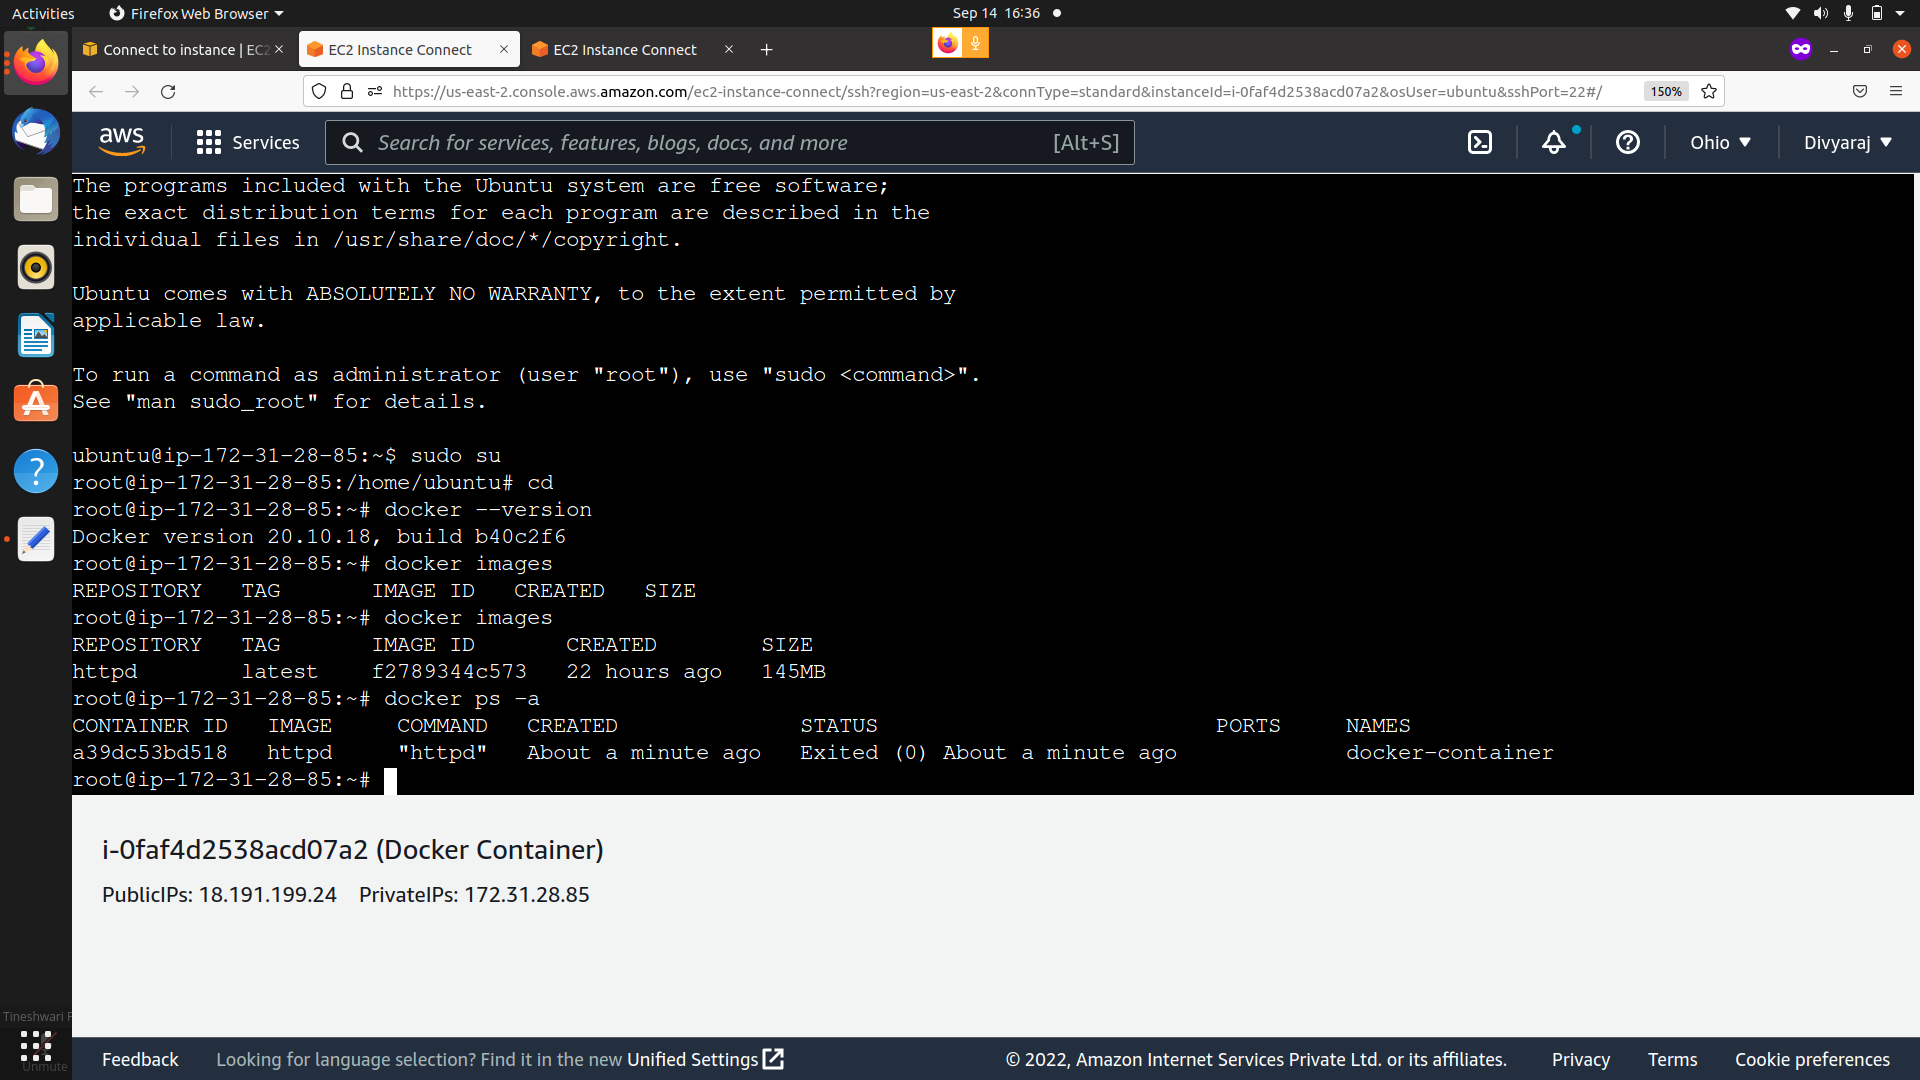 Activities
Firefox Web Browser
Sep 14 16:36
Connect to instance | EC2
EC2 Instance Connect
EC2 Instance Connect
https://us-east-2.console.aws.amazon.com/ec2-instance-connect/ssh?region=us-east-2&connType=standard&instanceId=i-0faf4d2538acd07a2&osUser=ubuntu&sshPort=22#/
150%
aws
Services
Search for services, features, blogs, docs, and more
[Alt+S]
Ohio
Divyaraj
The programs included with the Ubuntu system are free software;
the exact distribution terms for each program are described in the
individual files in /usr/share/doc/*/copyright.
Ubuntu comes with ABSOLUTELY NO WARRANTY, to the extent permitted by
applicable law.
To run a command as administrator (user "root"), use "sudo <command>".
See "man sudo_root" for details.
ubuntu@ip-172-31-28-85:~$ sudo su
root@ip-172-31-28-85:/home/ubuntu# cd
root@ip-172-31-28-85:~# docker --version
Docker version 20.10.18, build b40c2f6
root@ip-172-31-28-85:~# docker images
REPOSITORY TAG IMAGE ID CREATED SIZE
root@ip-172-31-28-85:~# docker images
REPOSITORY TAG IMAGE ID CREATED SIZE
httpd latest f2789344c573 22 hours ago 145MB
root@ip-172-31-28-85:~# docker ps -a
CONTAINER ID IMAGE COMMAND CREATED STATUS PORTS NAMES
a39dc53bd518 httpd "httpd" About a minute ago Exited (0) About a minute ago docker-container
root@ip-172-31-28-85:~#
i-0faf4d2538acd07a2 (Docker Container)
PublicIPs: 18.191.199.24 PrivateIPs: 172.31.28.85
Tineshwari
Unmute
Feedback
Looking for language selection? Find it in the new Unified Settings
© 2022, Amazon Internet Services Private Ltd. or its affiliates.
Privacy
Terms
Cookie preferences